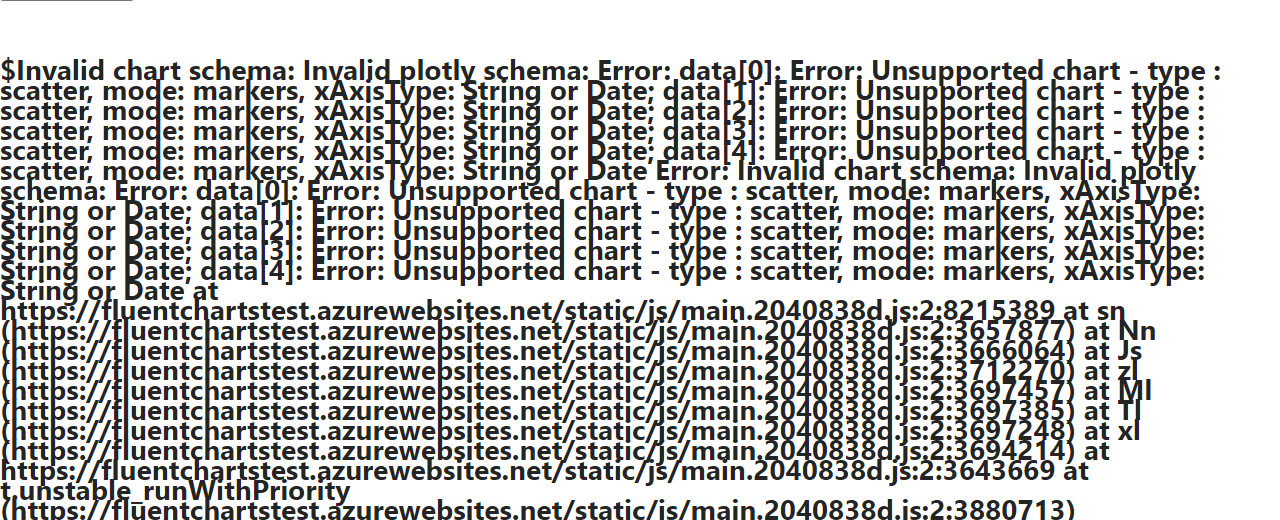 $Invalid chart schema: Invalid plotly schema: Error: data[0]: Error: Unsupported chart - type :
scatter, mode: markers, xAxisType: String or Date; data[1]: Error: Unsupported chart - type :
scatter, mode: markers, xAxisType: String or Date; data[2]: Error: Unsupported chart - type :
scatter, mode: markers, xAxisType: String or Date; data[3]: Error: Unsupported chart - type :
scatter, mode: markers, xAxisType: String or Date; data[4]: Error: Unsupported chart - type :
scatter, mode: markers, xAxisType: String or Date Error: Invalid chart schema: Invalid plotly
schema: Error: data[0]: Error: Unsupported chart - type : scatter, mode: markers, xAxisType:
String or Date; data[1]: Error: Unsupported chart - type : scatter, mode: markers, xAxisType:
String or Date; data[2]: Error: Unsupported chart - type : scatter, mode: markers, xAxisType:
String or Date; data[3]: Error: Unsupported chart - type : scatter, mode: markers, xAxisType:
String or Date; data[4]: Error: Unsupported chart - type : scatter, mode: markers, xAxisType:
String or Date at
https://fluentchartstest.azurewebsites.net/static/js/main.2040838d.js:2:8215389 at sn
(https://fluentchartstest.azurewebsites.net/static/js/main.2040838d.js:2:3657877) at Nn
(https://fluentchartstest.azurewebsites.net/static/js/main.2040838d.js:2:3666064) at Js
(https://fluentchartstest.azurewebsites.net/static/js/main.2040838d.js:2:3712270) at zl
(https://fluentchartstest.azurewebsites.net/static/js/main.2040838d.js:2:3697457) at Ml
(https://fluentchartstest.azurewebsites.net/static/js/main.2040838d.js:2:3697385) at Tl
(https://fluentchartstest.azurewebsites.net/static/js/main.2040838d.js:2:3697248) at xl
(https://fluentchartstest.azurewebsites.net/static/js/main.2040838d.js:2:3694214) at
https://fluentchartstest.azurewebsites.net/static/js/main.2040838d.js:2:3643669 at
t.unstable_runWithPriority
(https://fluentchartstest.azurewebsites.net/static/js/main.2040838d.js:2:3880713)